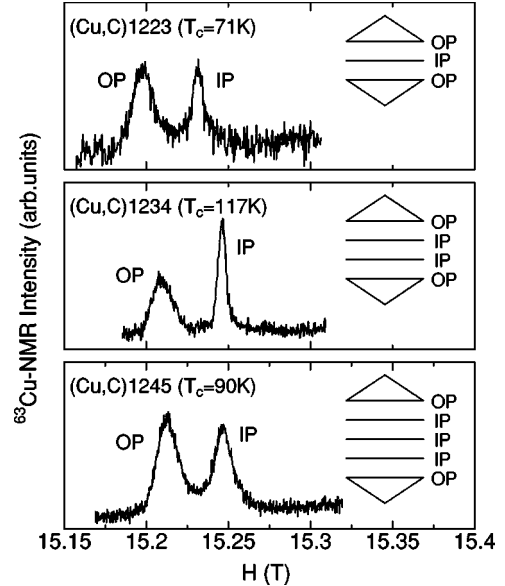 (Cu,C)1223 (Tc=71K)
OP
IP
OP
IP
OP
(Cu,C)1234 (Tc=117K)
OP
IP
OP
IP
IP
OP
(Cu,C)1245 (Tc=90K)
OP
IP
OP
IP
IP
IP
OP
63Cu-NMR Intensity (arb.units)
15.15 15.2 15.25 15.3 15.35 15.4
H (T)